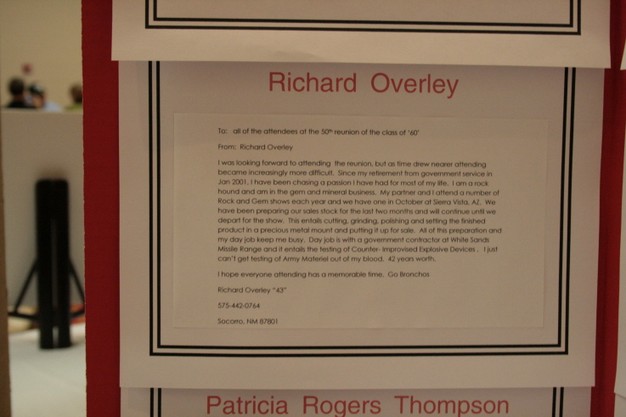 Richard Overley
To: all of the attendees at the 50th reunion of the class of '60'
From: Richard Overley
I was looking forward to attending the reunion, but as time drew nearer attending
became increasingly more difficult. Since my retirement from government service in
Jan 2001, I have been chasing a passion I have had for most of my life. I am a rock
hound and am in the gem and mineral business. My partner and I attend a number of
Rock and Gem shows each year and we have one in October at Sierra Vista, AZ. We
have been preparing our sales stock for the last two months and will continue until we
depart for the show. This entails cutting, grinding, polishing and setting the finished
product in a precious metal mount and putting it up for sale. All of this preparation and
my day job keep me busy. Day job is with a government contractor at White Sands
Missile Range and it entails the testing of Counter- Improvised Explosive Devices . I just
can't get testing of Army Materiel out of my blood. 42 years worth.
I hope everyone attending has a memorable time. Go Bronchos
Richard Overley "43"
575-442-0764
Socorro, NM 87801
Patricia Rogers Thompson